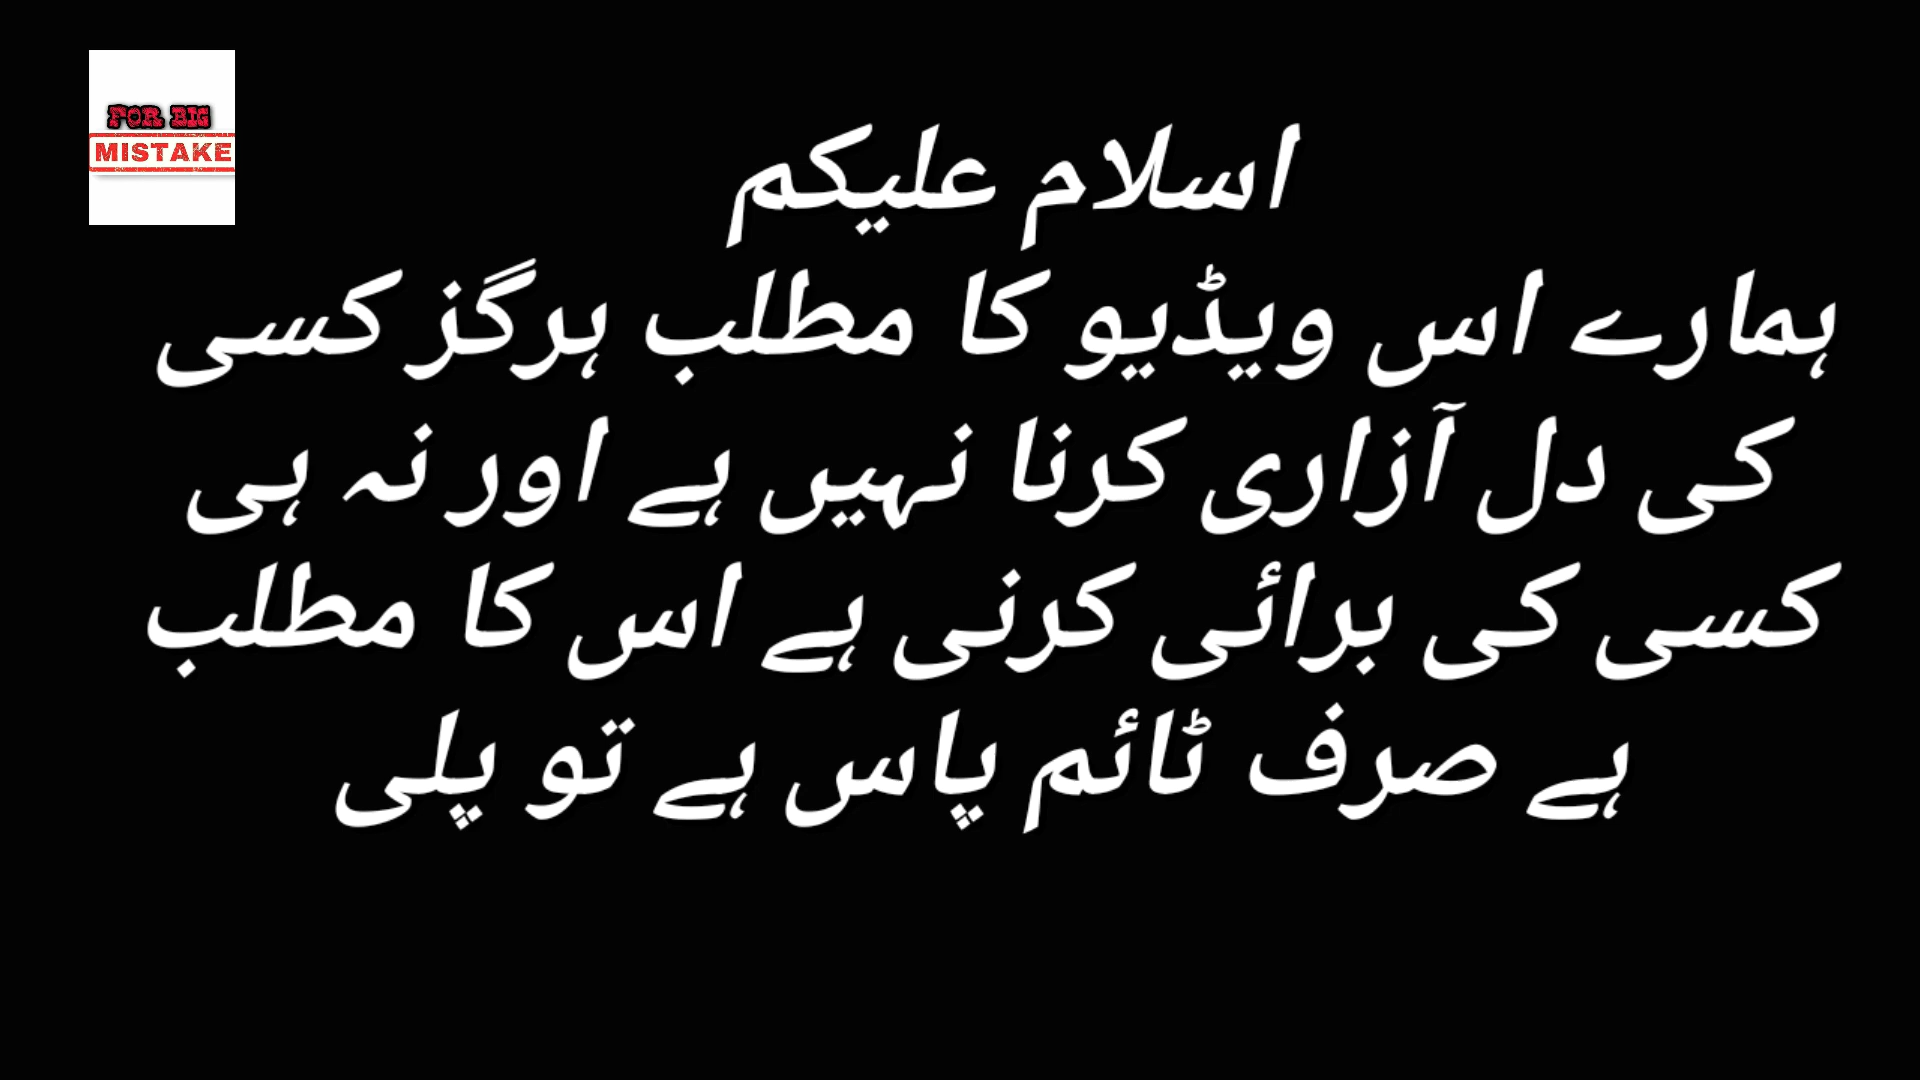 FOR BIG
MISTAKE
اسلام علیکم
ہمارے اس ویڈیو کا مطلب ہرگز کسی
کی دل آزاری کرنا نہیں ہے اور نہ ہی
کسی کی برائی کرنی ہے اس کا مطلب
ہے صرف ٹائم پاس ہے تو پلی